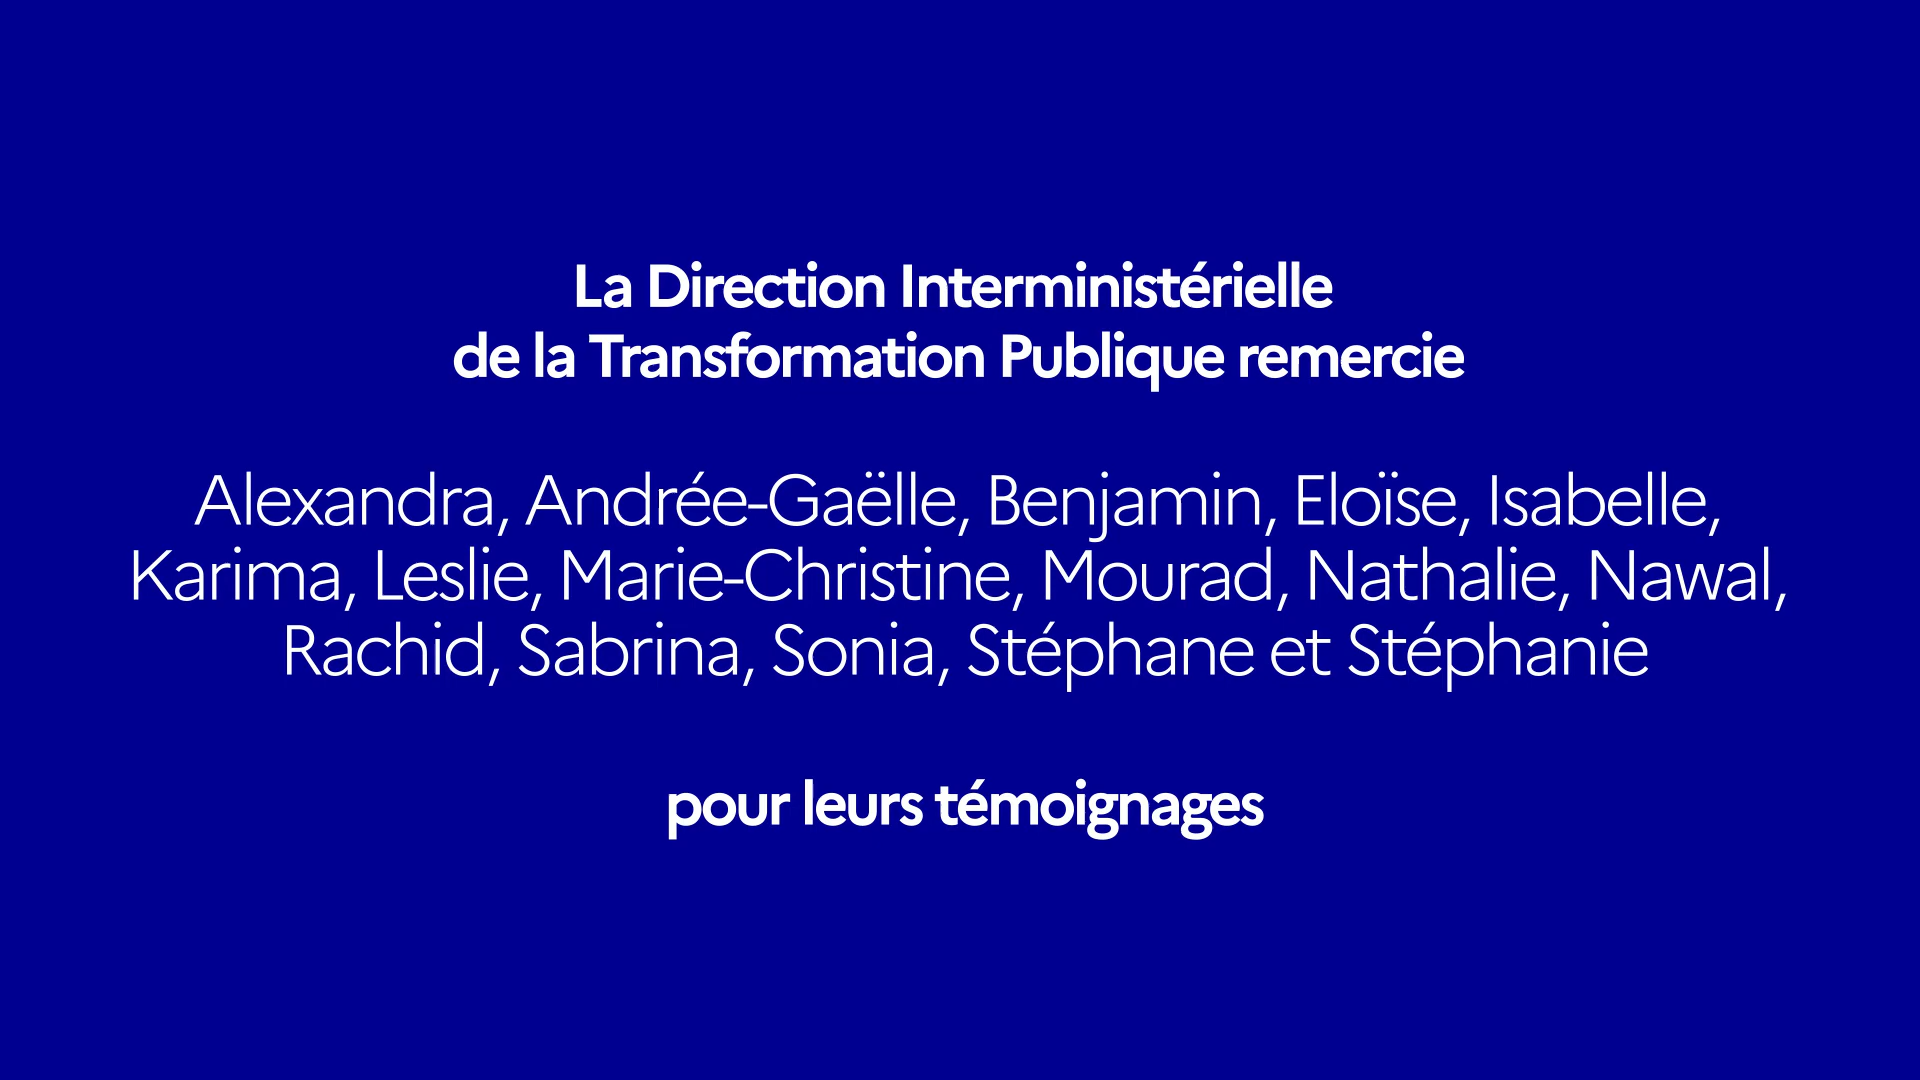 La Direction Interministérielle
de la Transformation Publique remercie
Alexandra, Andrée-Gaëlle, Benjamin, Eloïse, Isabelle,
Karima, Leslie, Marie-Christine, Mourad, Nathalie, Nawal,
Rachid, Sabrina, Sonia, Stéphane et Stéphanie
pour leurs témoignages